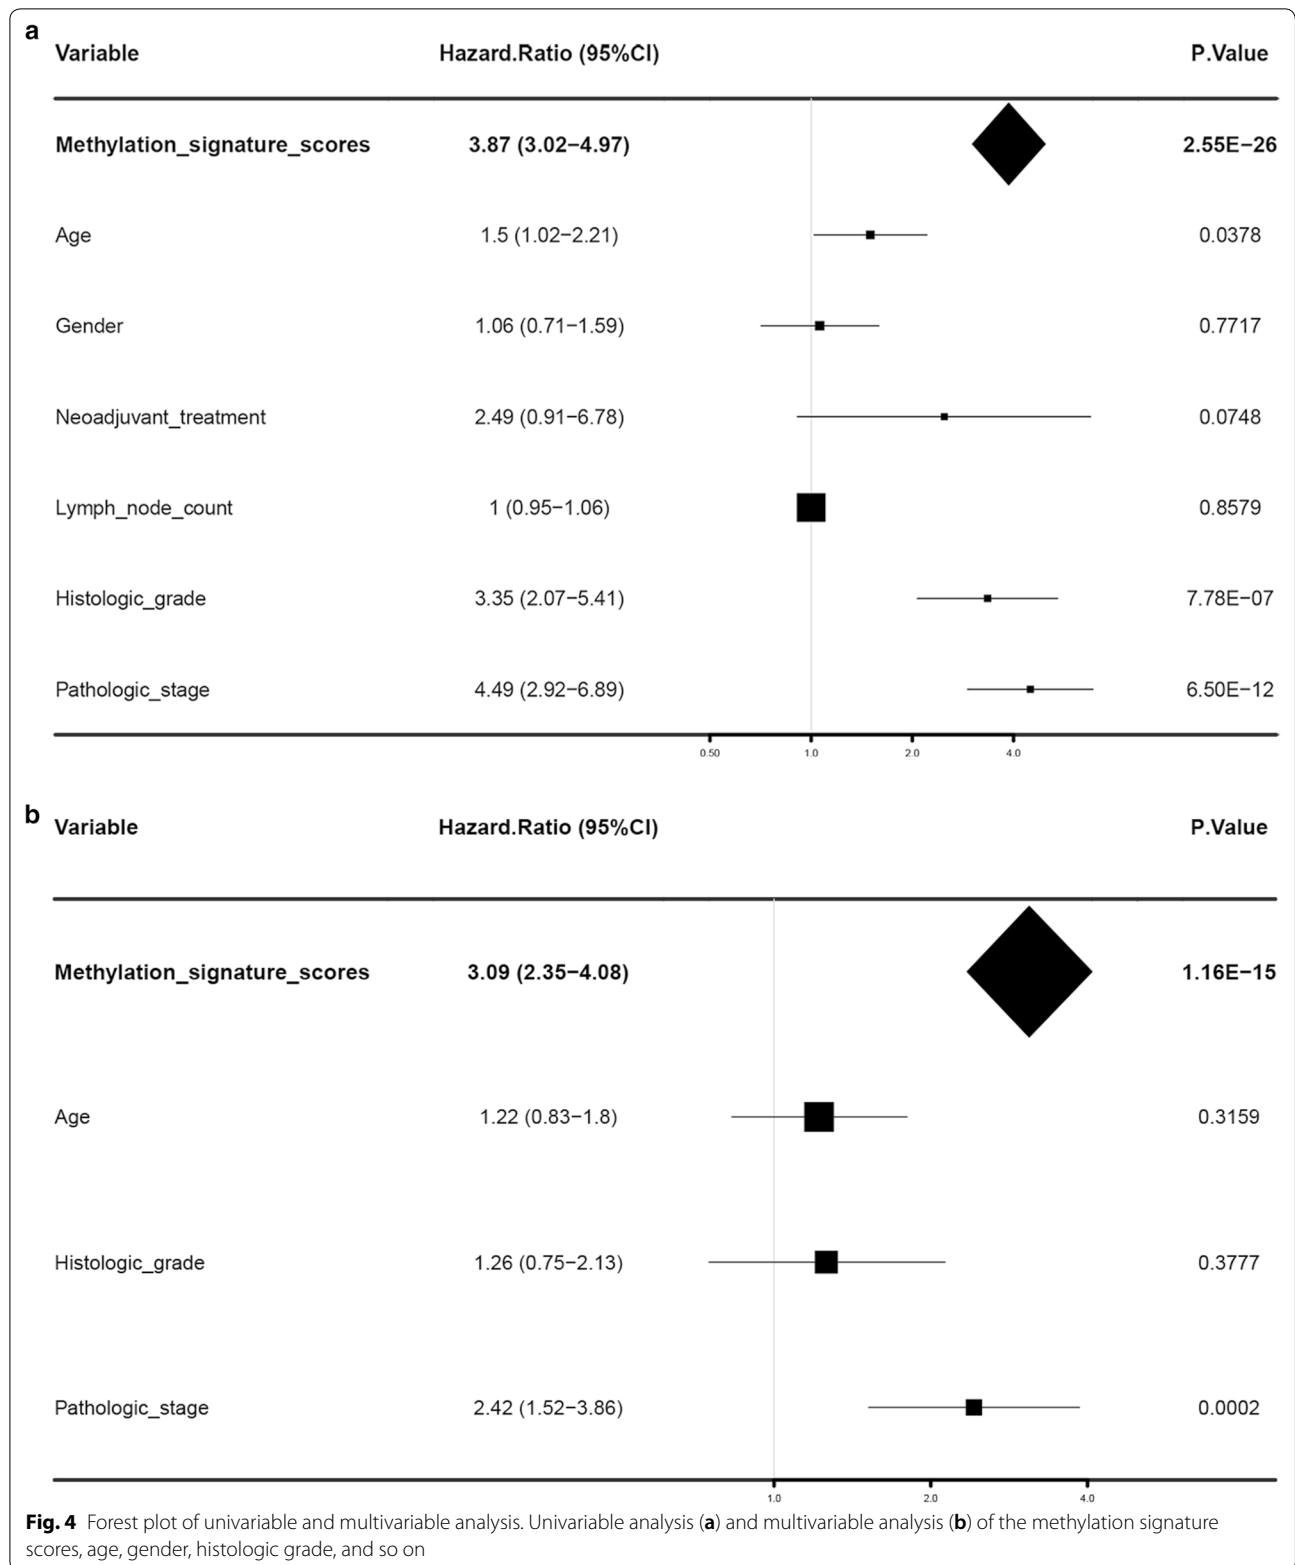 a
Variable Hazard.Ratio (95%CI) P.Value
Methylation_signature_scores 3.87 (3.02−4.97) 2.55E−26
Age 1.5 (1.02−2.21) 0.0378
Gender 1.06 (0.71−1.59) 0.7717
Neoadjuvant_treatment 2.49 (0.91−6.78) 0.0748
Lymph_node_count 1 (0.95−1.06) 0.8579
Histologic_grade 3.35 (2.07−5.41) 7.78E−07
Pathologic_stage 4.49 (2.92−6.89) 6.50E−12
0.50 1.0 2.0 4.0
b
Variable Hazard.Ratio (95%CI) P.Value
Methylation_signature_scores 3.09 (2.35−4.08) 1.16E−15
Age 1.22 (0.83−1.8) 0.3159
Histologic_grade 1.26 (0.75−2.13) 0.3777
Pathologic_stage 2.42 (1.52−3.86) 0.0002
1.0 2.0 4.0
Fig. 4 Forest plot of univariable and multivariable analysis. Univariable analysis (a) and multivariable analysis (b) of the methylation signature
scores, age, gender, histologic grade, and so on